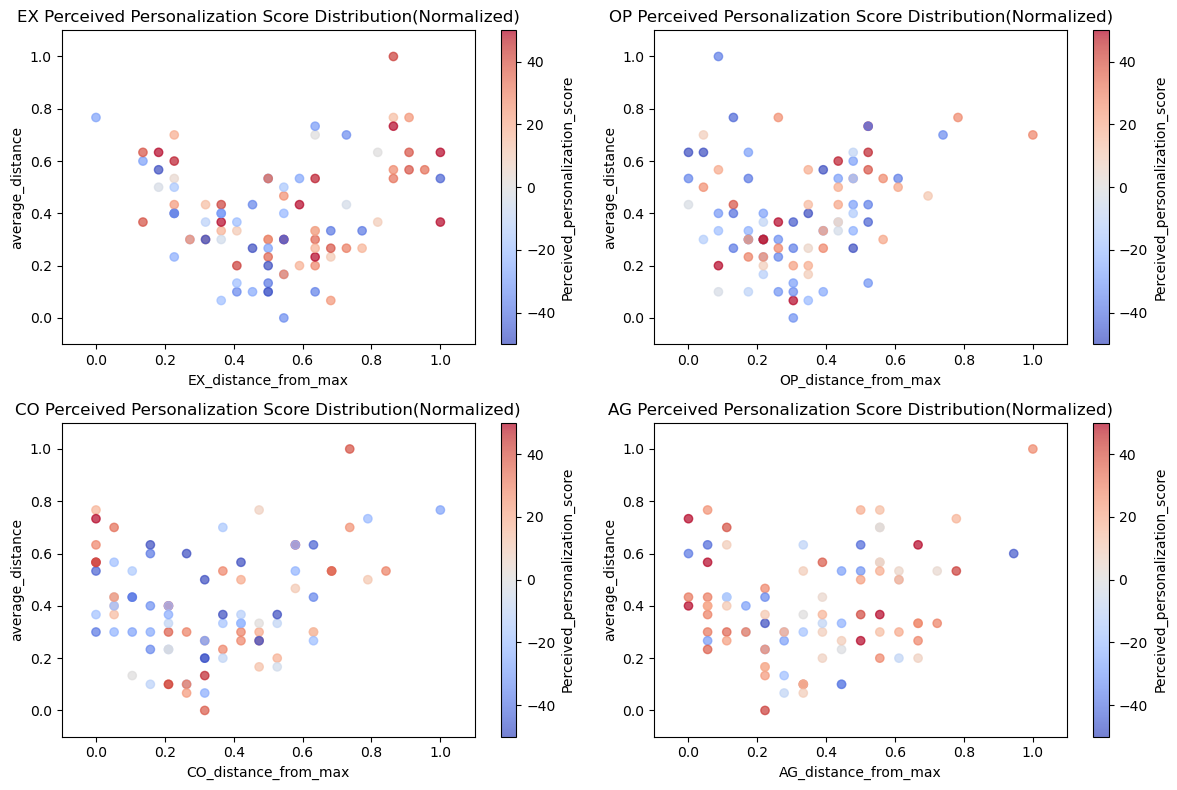 EX Perceived Personalization Score Distribution(Normalized)
1.0
0.8
0.6
0.4
0.2
0.0
average_distance
0.0 0.2 0.4 0.6 0.8 1.0
EX_distance_from_max
40
20
0
−20
−40
Perceived_personalization_score
OP Perceived Personalization Score Distribution(Normalized)
1.0
0.8
0.6
0.4
0.2
0.0
average_distance
0.0 0.2 0.4 0.6 0.8 1.0
OP_distance_from_max
40
20
0
−20
−40
Perceived_personalization_score
CO Perceived Personalization Score Distribution(Normalized)
1.0
0.8
0.6
0.4
0.2
0.0
average_distance
0.0 0.2 0.4 0.6 0.8 1.0
CO_distance_from_max
40
20
0
−20
−40
Perceived_personalization_score
AG Perceived Personalization Score Distribution(Normalized)
1.0
0.8
0.6
0.4
0.2
0.0
average_distance
0.0 0.2 0.4 0.6 0.8 1.0
AG_distance_from_max
40
20
0
−20
−40
Perceived_personalization_score